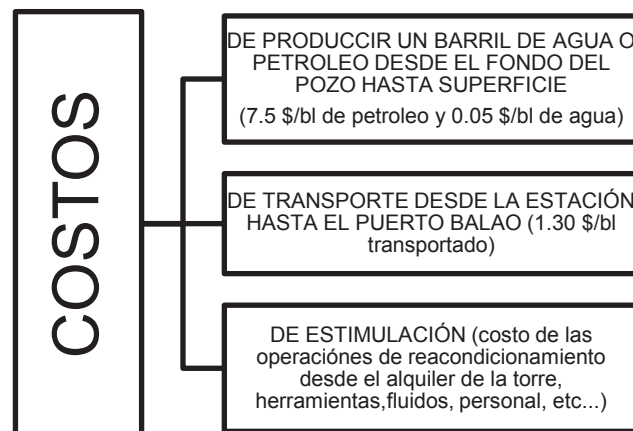 COSTOS
DE PRODUCCIR UN BARRIL DE AGUA O
PETROLEO DESDE EL FONDO DEL
POZO HASTA SUPERFICIE
(7.5 $/bl de petroleo y 0.05 $/bl de agua)
DE TRANSPORTE DESDE LA ESTACIÓN
HASTA EL PUERTO BALAO (1.30 $/bl
transportado)
DE ESTIMULACIÓN (costo de las
operaciónes de reacondicionamiento
desde el alquiler de la torre,
herramientas,fluidos, personal, etc...)